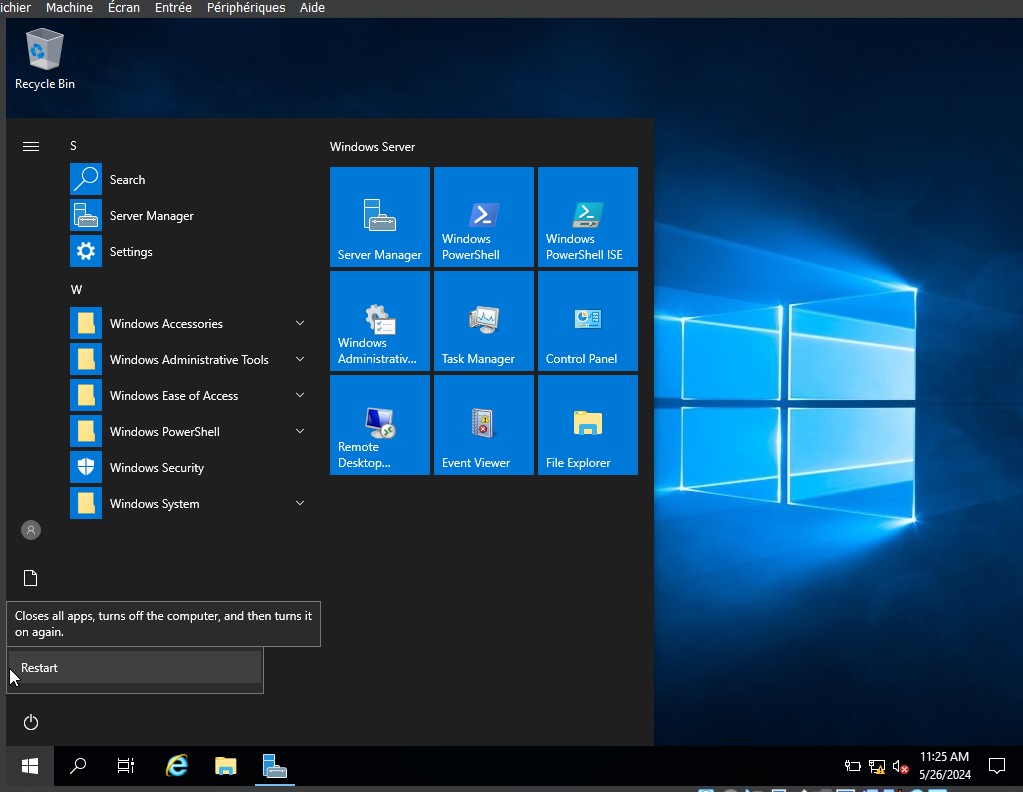 ichier Machine Écran Entrée Périphériques Aide
Recycle Bin
S
Search
Server Manager
Settings
W
Windows Accessories
Windows Administrative Tools
Windows Ease of Access
Windows PowerShell
Windows Security
Windows System
Windows Server
Server Manager
Windows
PowerShell
Windows
PowerShell ISE
Windows
Administrativ...
Task Manager
Control Panel
Remote
Desktop...
Event Viewer
File Explorer
Closes all apps, turns off the computer, and then turns it
on again.
Restart
11:25 AM
5/26/2024